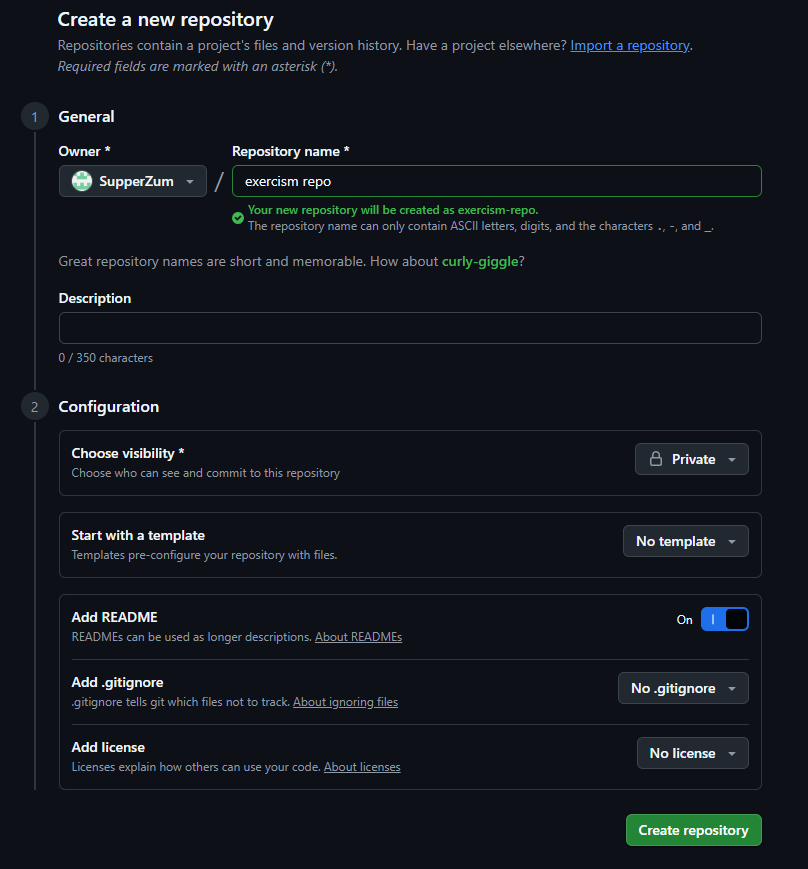 Create a new repository
Repositories contain a project's files and version history. Have a project elsewhere? Import a repository.
Required fields are marked with an asterisk (*).
1 General
Owner * Repository name *
SupperZum / exercism repo
Your new repository will be created as exercism-repo.
The repository name can only contain ASCII letters, digits, and the characters ., -, and _.
Great repository names are short and memorable. How about curly-giggle?
Description
0 / 350 characters
2 Configuration
Choose visibility *
Choose who can see and commit to this repository
Private
Start with a template
Templates pre-configure your repository with files.
No template
Add README
READMEs can be used as longer descriptions. About READMEs
On
Add .gitignore
.gitignore tells git which files not to track. About ignoring files
No .gitignore
Add license
Licenses explain how others can use your code. About licenses
No license
Create repository